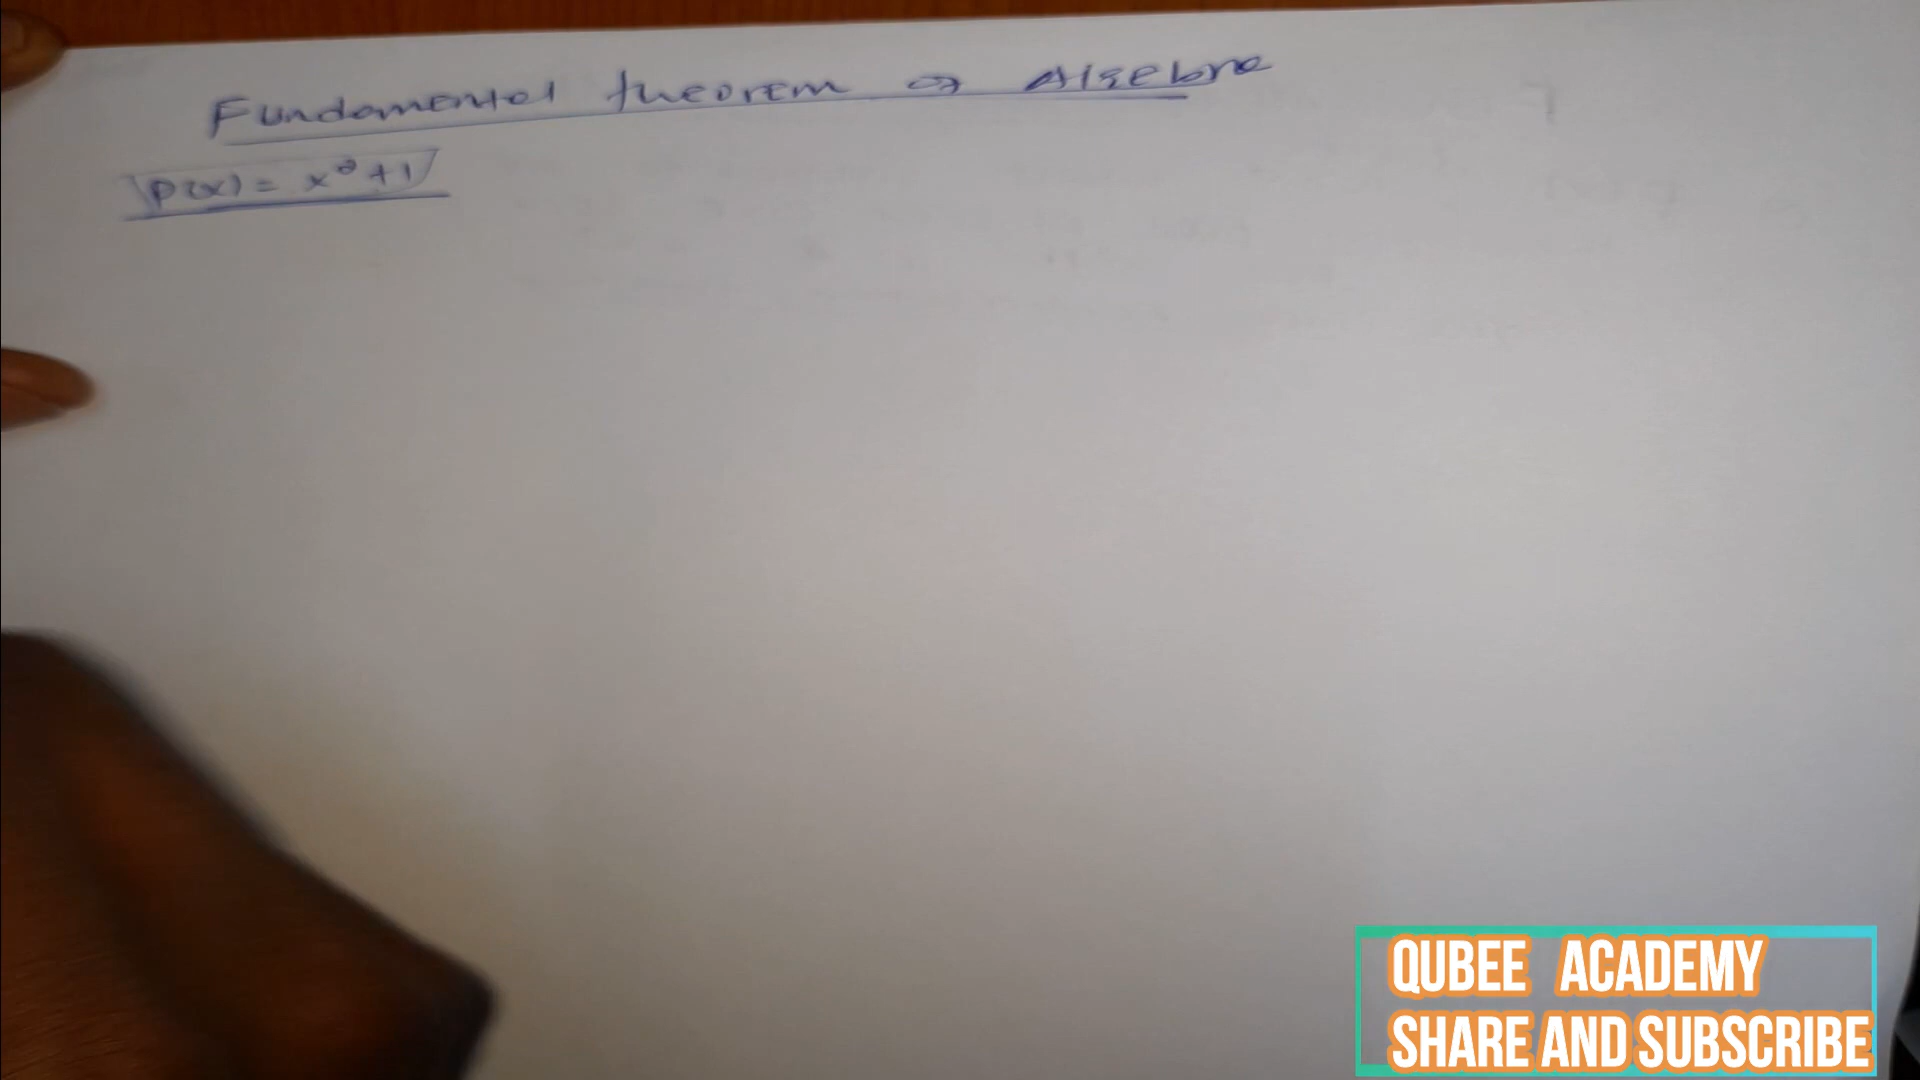 Fundamental theorem of Algebra
P(x) = x² + 1
QUBEE ACADEMY
SHARE AND SUBSCRIBE